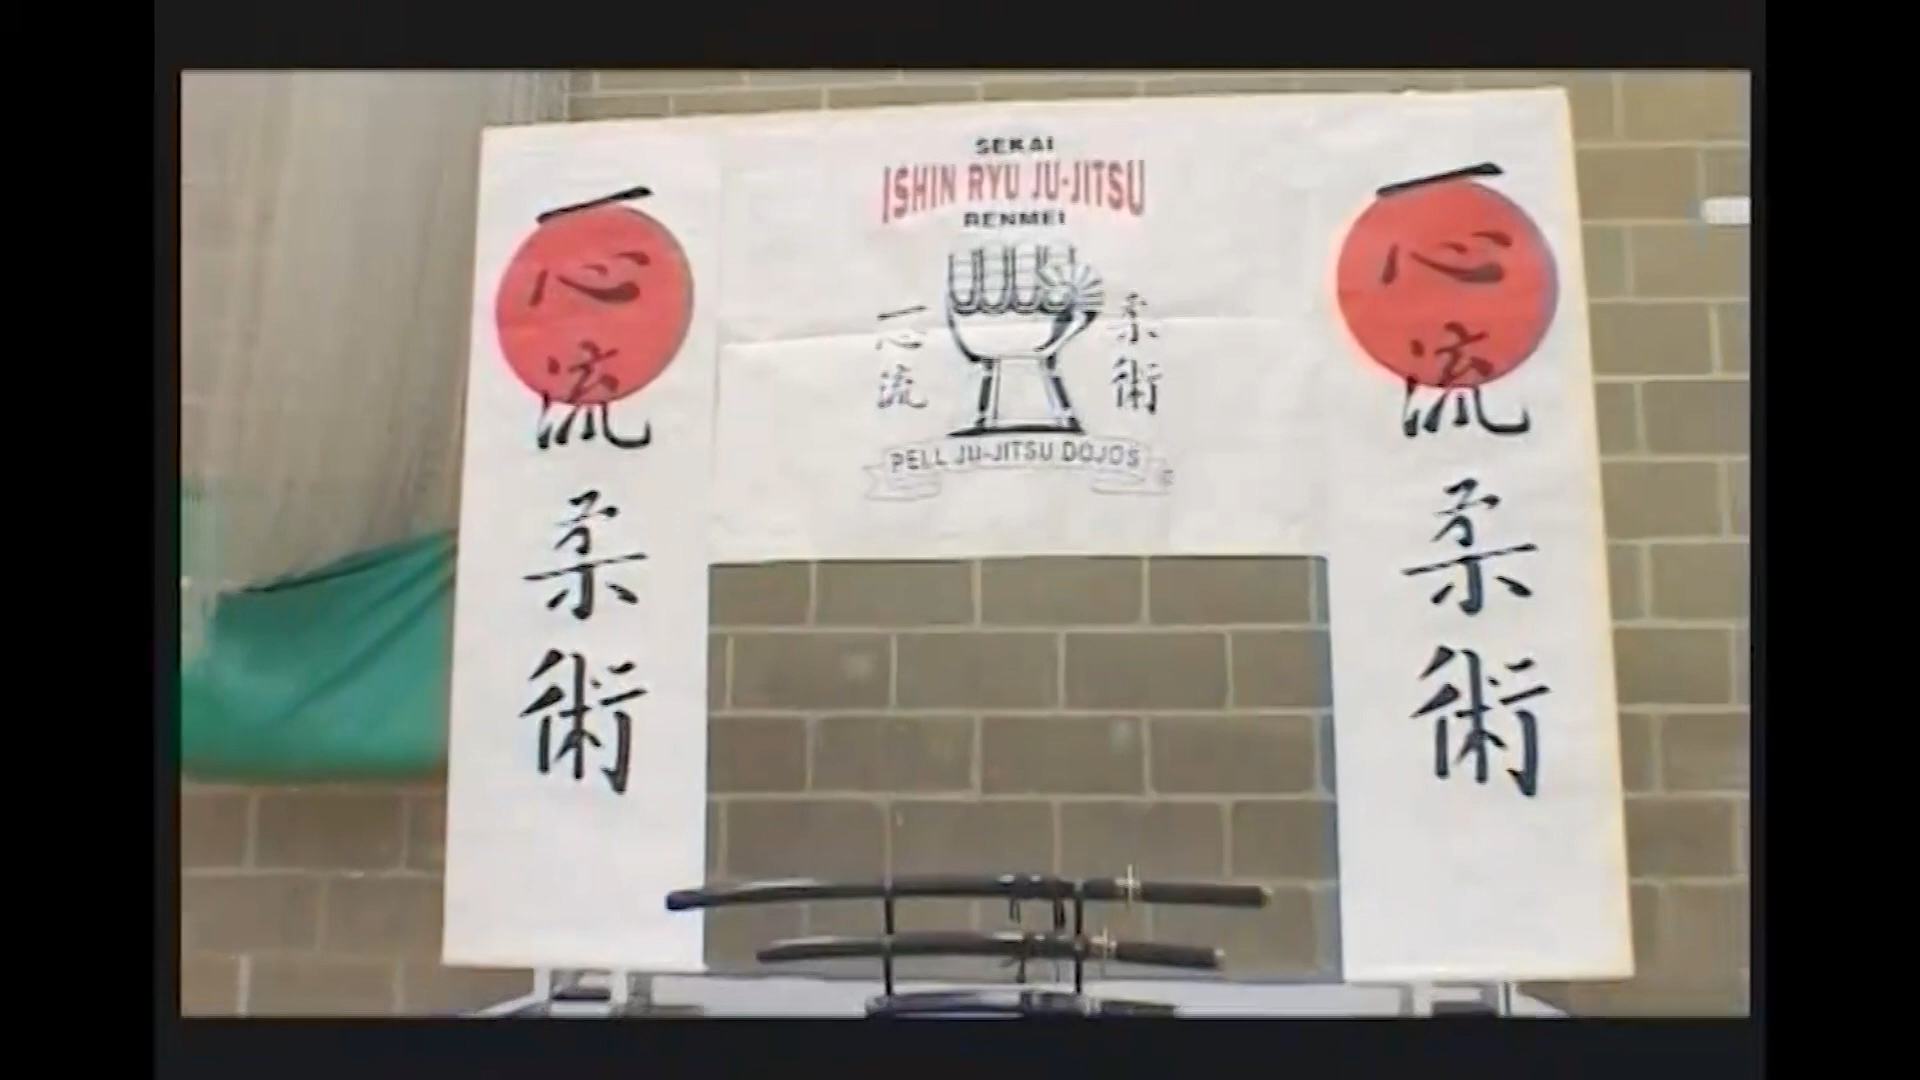 SEKAI
ISHIN RYU JU-JITSU
RENMEI
一心流
柔術
PELL JU-JITSU DOJOS
一心流柔術
一心流柔術